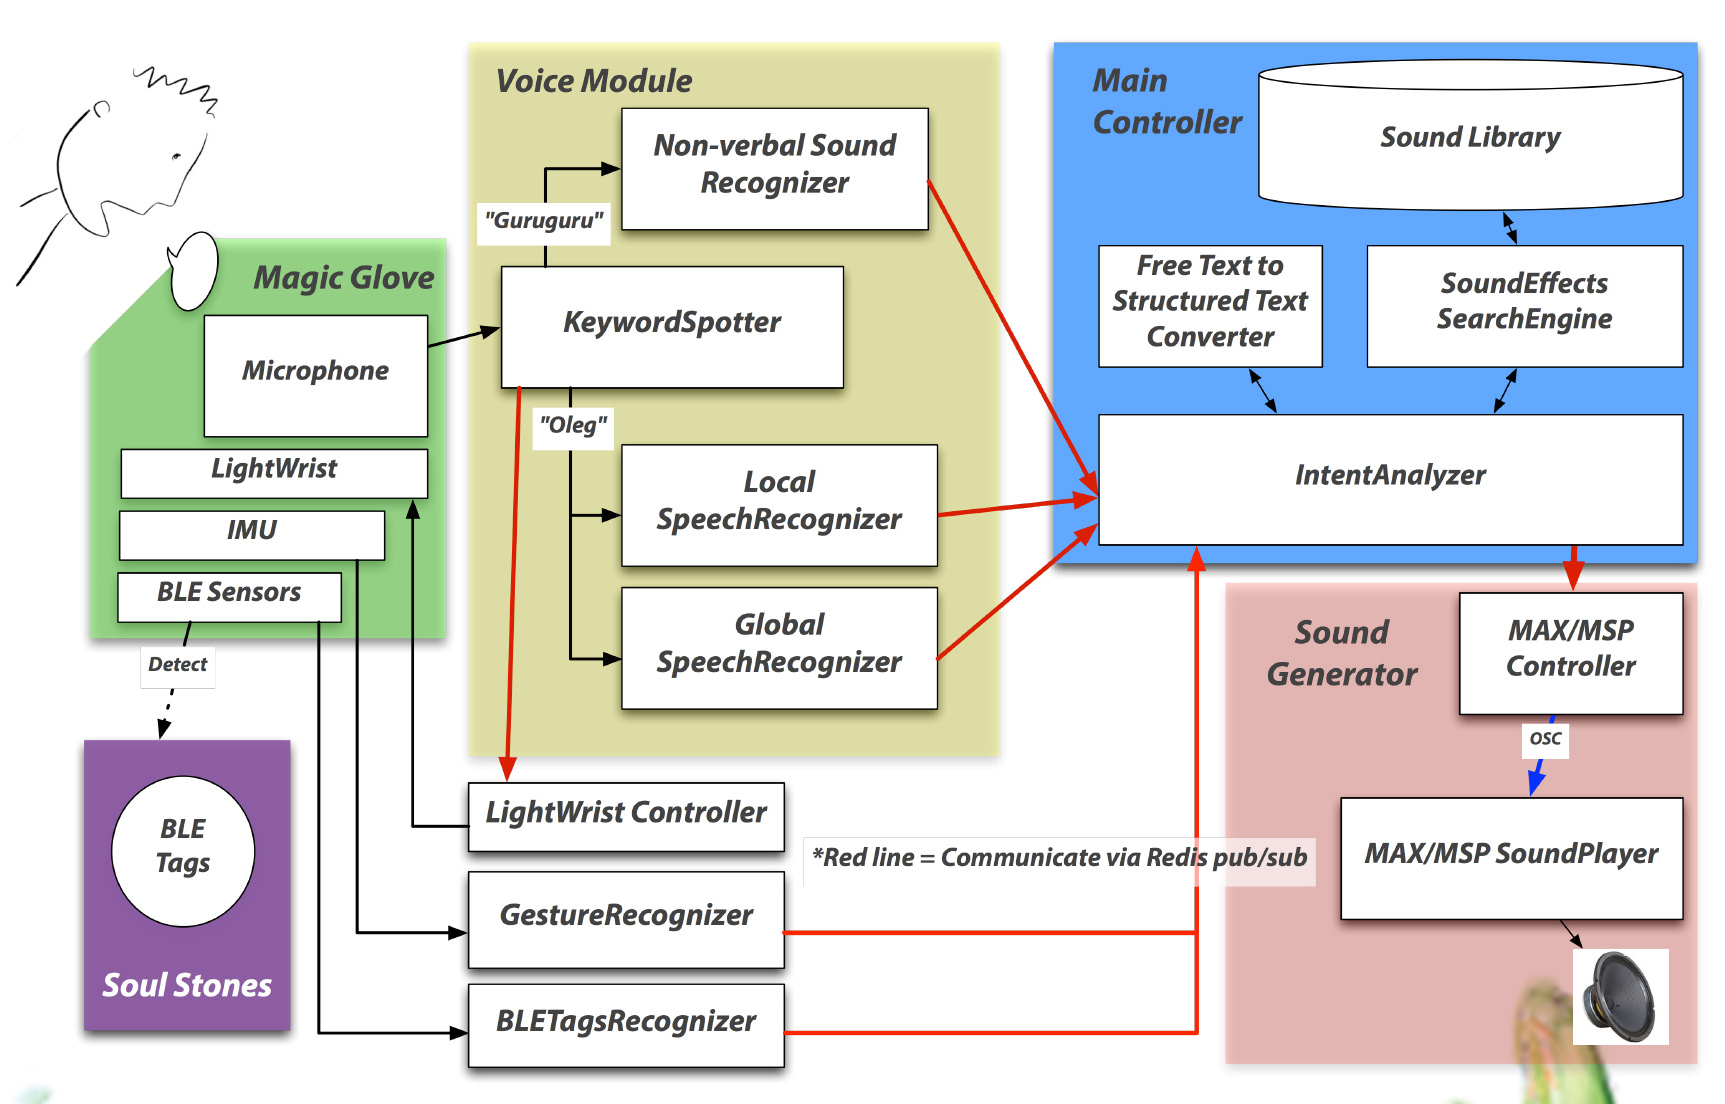 Voice Module
Non-verbal Sound
Recognizer
"Guruguru"
KeywordSpotter
"Oleg"
Local
SpeechRecognizer
Global
SpeechRecognizer
Main
Controller
Sound Library
Free Text to
Structured Text
Converter
SoundEffects
SearchEngine
IntentAnalyzer
Magic Glove
Microphone
LightWrist
IMU
BLE Sensors
Detect
BLE
Tags
Soul Stones
LightWrist Controller
GestureRecognizer
BLETagsRecognizer
*Red line = Communicate via Redis pub/sub
Sound
Generator
MAX/MSP
Controller
OSC
MAX/MSP SoundPlayer